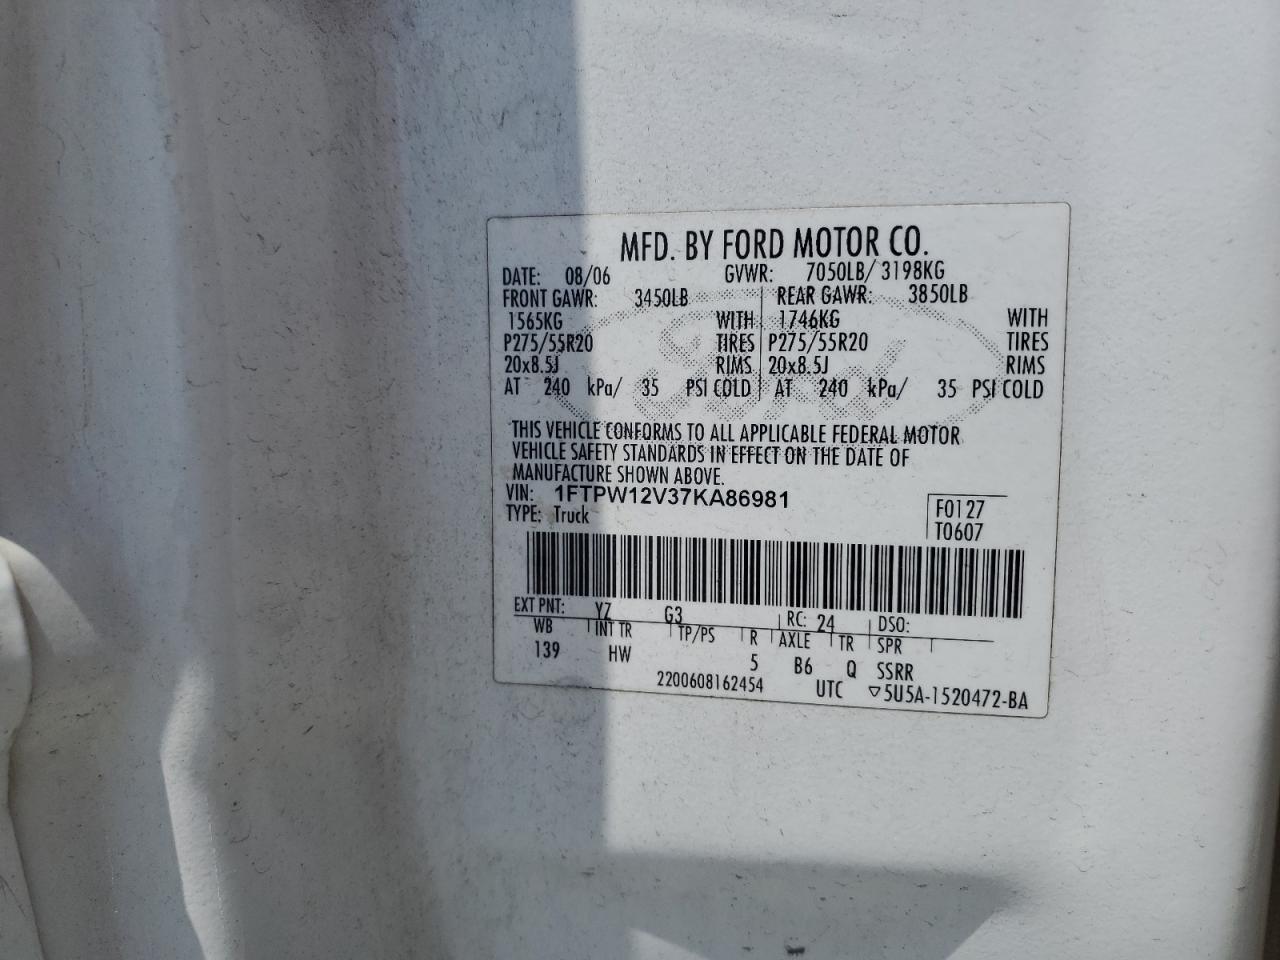 MFD. BY FORD MOTOR CO.
DATE: 08/06 GVWR: 7050LB/ 3198KG
FRONT GAWR: 3450LB REAR GAWR: 3850LB
1565KG WITH 1746KG WITH
P275/55R20 TIRES P275/55R20 TIRES
20x8.5J RIMS 20x8.5J RIMS
AT 240 kPa/ 35 PSI COLD AT 240 kPa/ 35 PSI COLD
Ford
THIS VEHICLE CONFORMS TO ALL APPLICABLE FEDERAL MOTOR
VEHICLE SAFETY STANDARDS IN EFFECT ON THE DATE OF
MANUFACTURE SHOWN ABOVE.
VIN: 1FTPW12V37KA86981
F0127
TYPE: Truck
T0607
EXT PNT: YZ G3 RC: 24 DSO:
WB INT TR TP/PS R AXLE TR SPR
139 HW 5 B6 Q SSRR
2200608162454 UTC ▽5U5A-1520472-BA